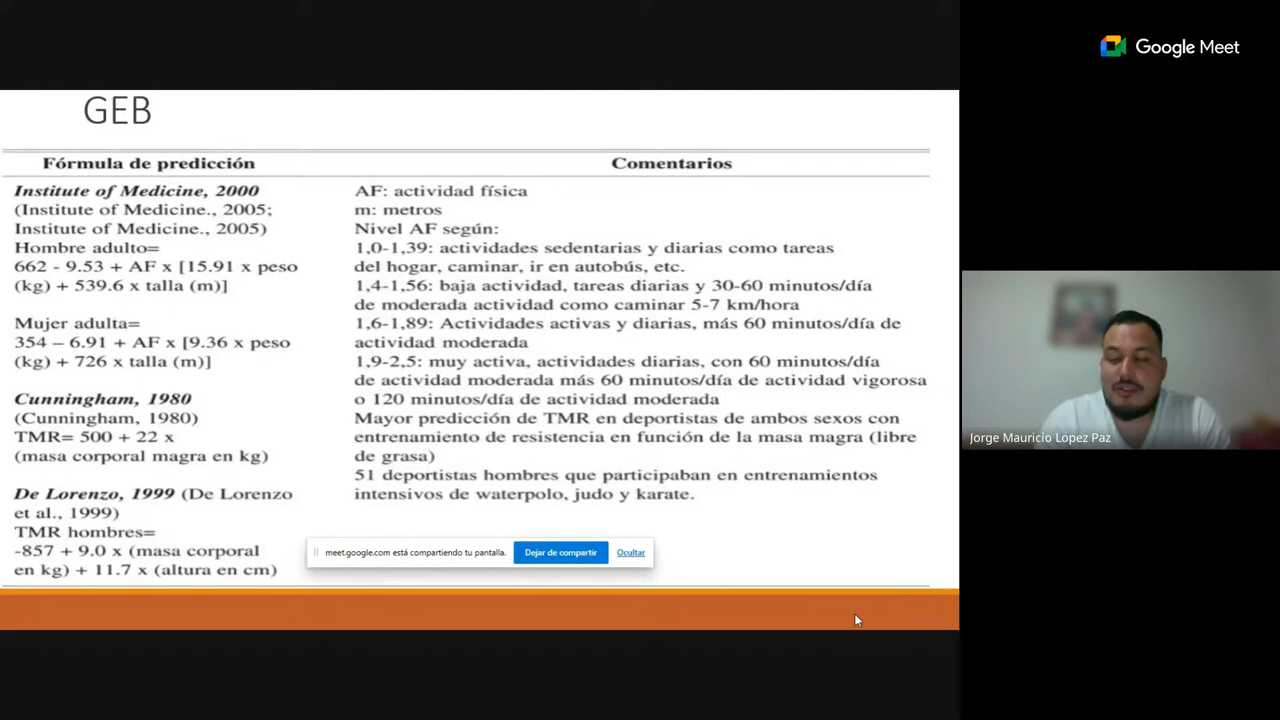 Google Meet
GEB
Fórmula de predicción
Comentarios
Institute of Medicine, 2000
(Institute of Medicine., 2005;
Institute of Medicine., 2005)
Hombre adulto=
662 - 9.53 + AF x [15.91 x peso
(kg) + 539.6 x talla (m)]
Mujer adulta=
354 – 6.91 + AF x [9.36 x peso
(kg) + 726 x talla (m)]
Cunningham, 1980
(Cunningham, 1980)
TMR= 500 + 22 x
(masa corporal magra en kg)
De Lorenzo, 1999 (De Lorenzo
et al., 1999)
TMR hombres=
-857 + 9.0 x (masa corporal
en kg) + 11.7 x (altura en cm)
AF: actividad física
m: metros
Nivel AF según:
1,0-1,39: actividades sedentarias y diarias como tareas
del hogar, caminar, ir en autobús, etc.
1,4-1,56: baja actividad, tareas diarias y 30-60 minutos/día
de moderada actividad como caminar 5-7 km/hora
1,6-1,89: Actividades activas y diarias, más 60 minutos/día de
actividad moderada
1,9-2,5: muy activa, actividades diarias, con 60 minutos/día
de actividad moderada más 60 minutos/día de actividad vigorosa
o 120 minutos/día de actividad moderada
Mayor predicción de TMR en deportistas de ambos sexos con
entrenamiento de resistencia en función de la masa magra (libre
de grasa)
51 deportistas hombres que participaban en entrenamientos
intensivos de waterpolo, judo y karate.
meet.google.com está compartiendo tu pantalla.
Dejar de compartir
Ocultar
Jorge Mauricio Lopez Paz